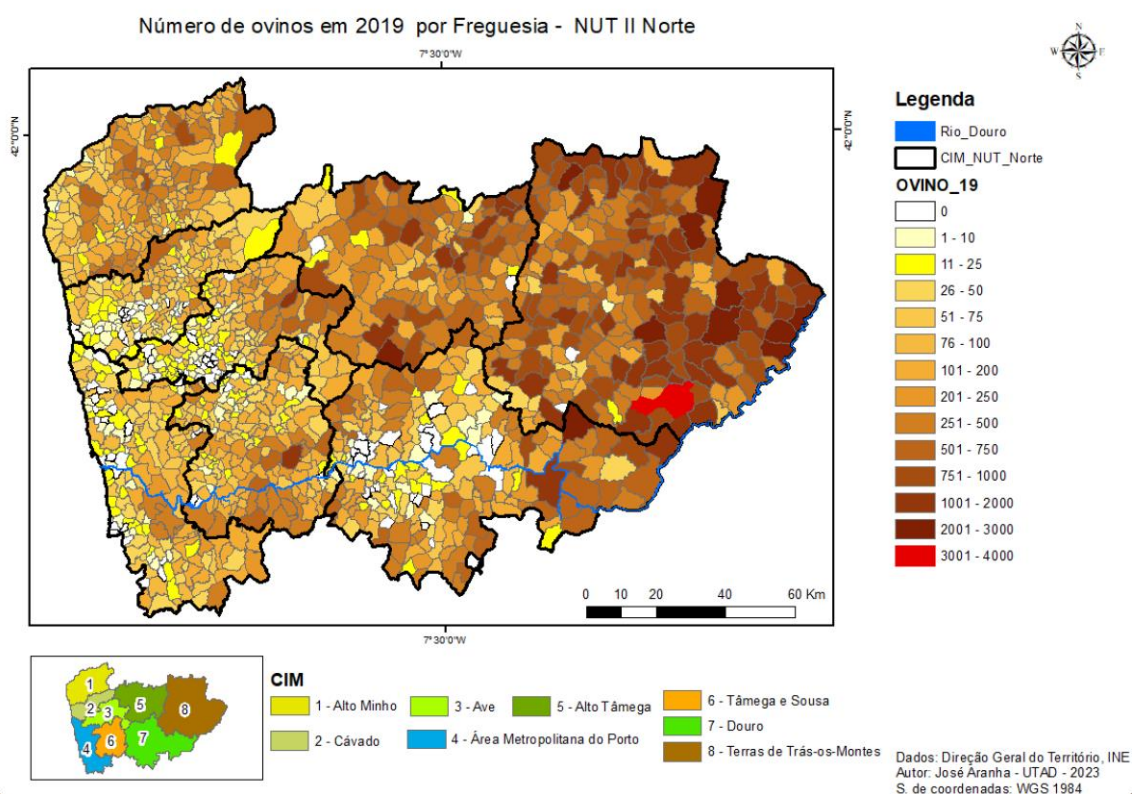 Número de ovinos em 2019 por Freguesia - NUT II Norte
7°30'0"W
N
W E
S
42°0'0"N
42°0'0"N
Legenda
Rio_Douro
CIM_NUT_Norte
OVINO_19
0
1 - 10
11 - 25
26 - 50
51 - 75
76 - 100
101 - 200
201 - 250
251 - 500
501 - 750
751 - 1000
1001 - 2000
2001 - 3000
3001 - 4000
0 10 20 40 60 Km
7°30'0"W
1
2
3
4
5
6
7
8
CIM
1 - Alto Minho
2 - Cávado
3 - Ave
4 - Área Metropolitana do Porto
5 - Alto Tâmega
6 - Tâmega e Sousa
7 - Douro
8 - Terras de Trás-os-Montes
Dados: Direção Geral do Território, INE
Autor: José Aranha - UTAD - 2023
S. de coordenadas: WGS 1984